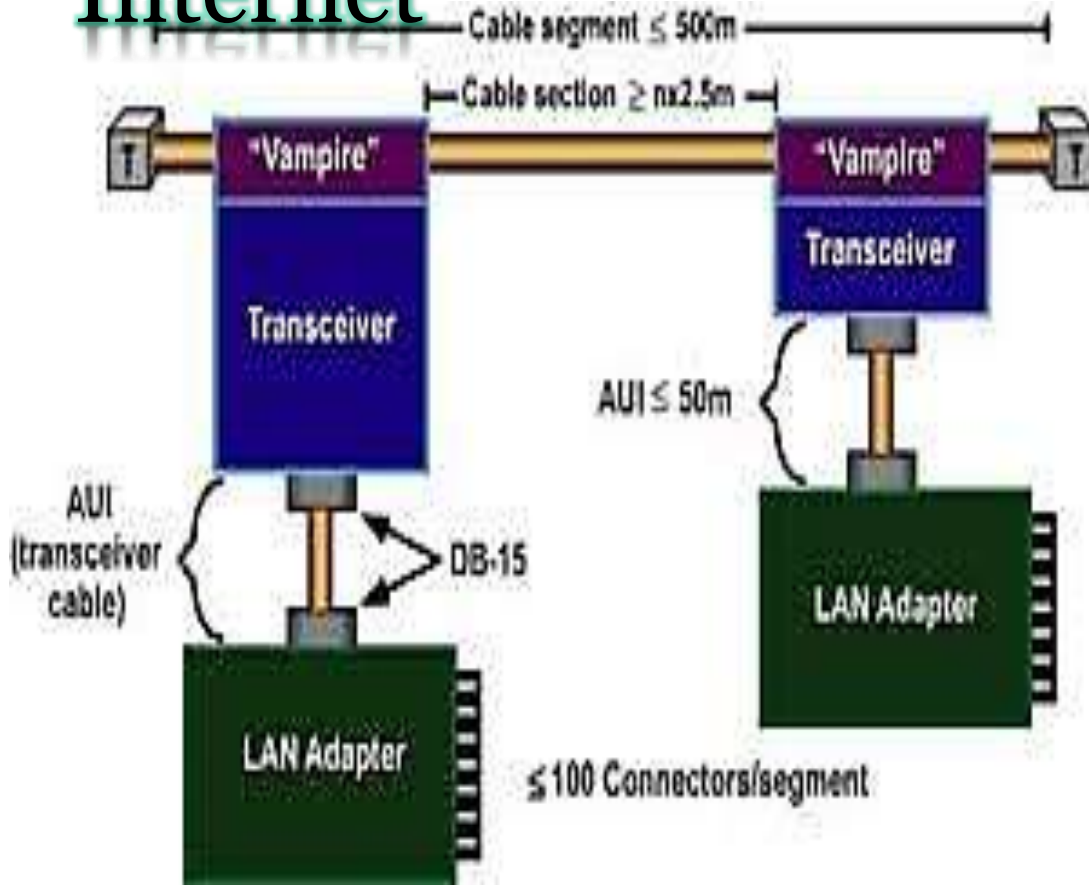 Internet
Cable segment ≤ 500m
Cable section ≥ nx2.5m
T
"Vampire"
"Vampire"
T
Transceiver
Transceiver
AUI ≤ 50m
AUI
(transceiver
cable)
DB-15
LAN Adapter
LAN Adapter
≤100 Connectors/segment